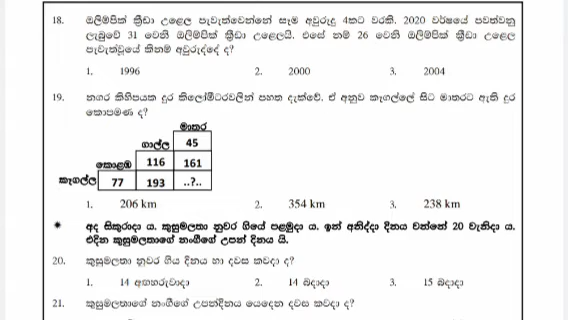 18. ඔලිම්පික් ක්‍රීඩා උළෙල පැවැත්වෙන්නේ සෑම අවුරුදු 4කට වරකි. 2020 වර්ෂයේ පවත්වනු
ලැබුවේ 31 වෙනි ඔලිම්පික් ක්‍රීඩා උළෙලයි. එසේ නම් 26 වෙනි ඔලිම්පික් ක්‍රීඩා උළෙල
පැවැත්වූයේ කිනම් අවුරුද්දේ ද?
1. 1996 2. 2000 3. 2004
19. නගර කිහිපයක දුර කිලෝමීටරවලින් පහත දැක්වේ. ඒ අනුව කෑගල්ලේ සිට මාතරට ඇති දුර
කොපමණ ද?
මාතර
ගාල්ල 45
කොළඹ 116 161
කෑගල්ල 77 193 ..?..
1. 206 km 2. 354 km 3. 238 km
* අද සිකුරාදා ය. කුසුමලතා නුවර ගියේ පළමුදා ය. ඉන් අනිද්දා දිනය වන්නේ 20 වැනිදා ය.
එදින කුසුමලතාගේ නංගීගේ උපන් දිනය යි.
20. කුසුමලතා නුවර ගිය දිනය හා දවස කවදා ද?
1. 14 අඟහරුවාදා 2. 14 බදාදා 3. 15 බදාදා
21. කුසුමලතාගේ නංගීගේ උපන්දිනය යෙදෙන දවස කවදා ද?